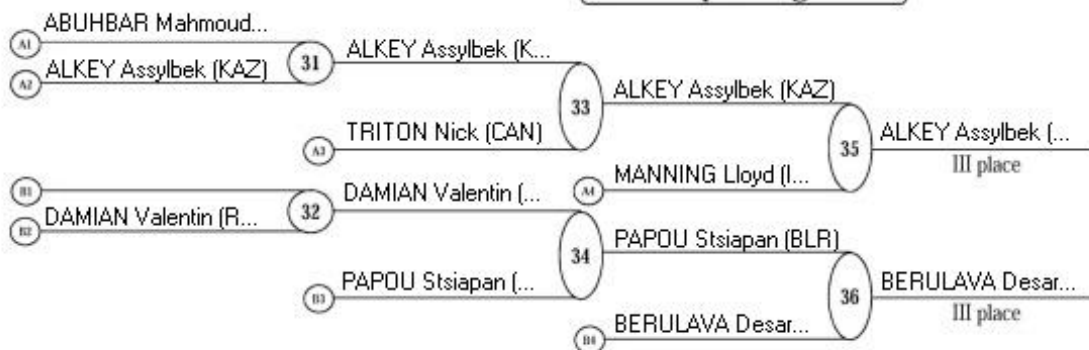 ABUHBAR Mahmoud...
A1
ALKEY Assylbek (KAZ)
A2
31
ALKEY Assylbek (K...
TRITON Nick (CAN)
A3
33
ALKEY Assylbek (KAZ)
MANNING Lloyd (I...
A4
35
ALKEY Assylbek (...
III place
B1
DAMIAN Valentin (R...
B2
32
DAMIAN Valentin (...
PAPOU Stsiapan (...
B3
34
PAPOU Stsiapan (BLR)
BERULAVA Desar...
B4
36
BERULAVA Desar...
III place